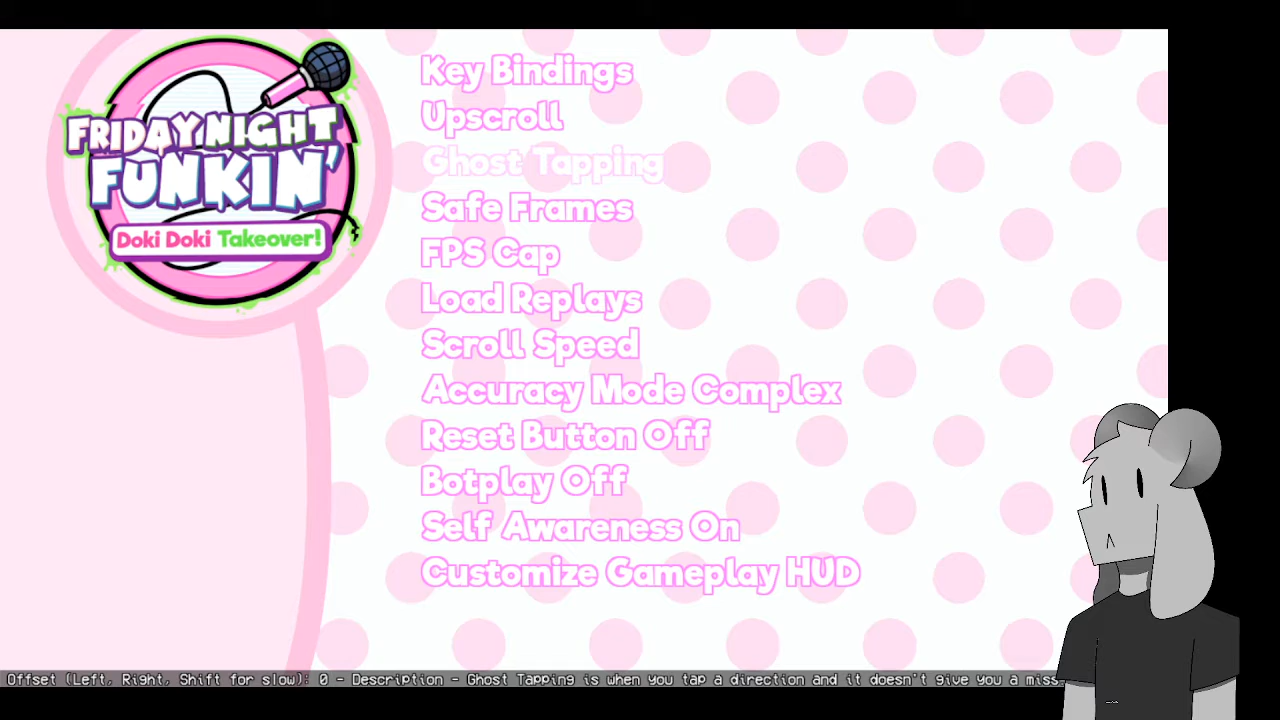 FRIDAY NIGHT
FUNKIN'
Doki Doki Takeover!
Key Bindings
Upscroll
Ghost Tapping
Safe Frames
FPS Cap
Load Replays
Scroll Speed
Accuracy Mode Complex
Reset Button Off
Botplay Off
Self Awareness On
Customize Gameplay HUD
Offset (Left, Right, Shift for slow): 0 - Description - Ghost Tapping is when you tap a direction and it doesn't give you a miss.